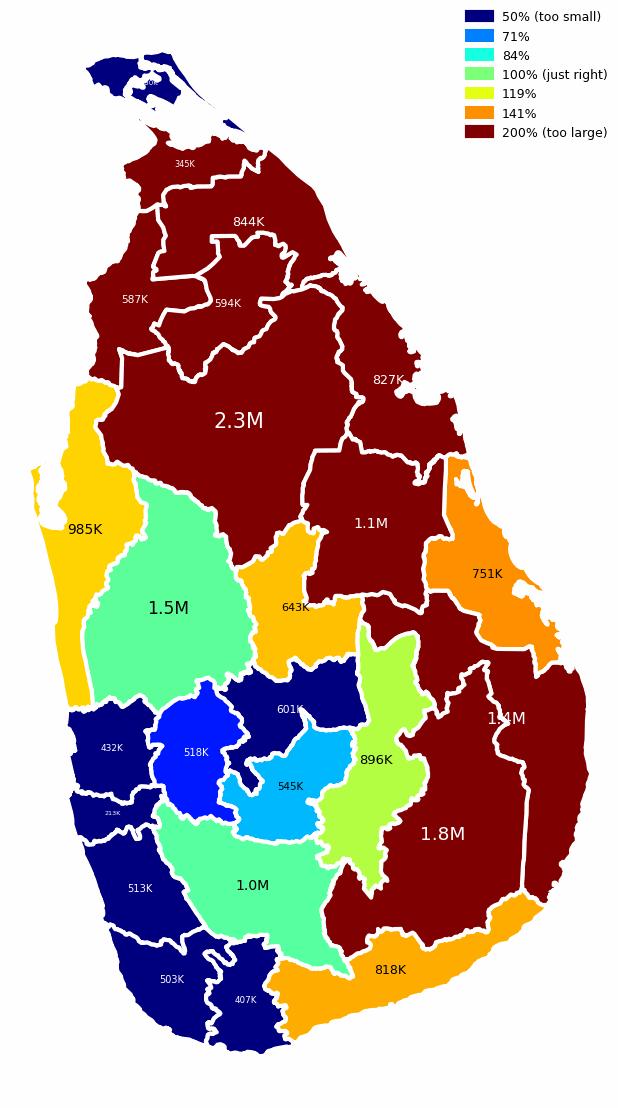 50% (too small)
71%
84%
100% (just right)
119%
141%
200% (too large)
345K
844K
587K
594K
827K
2.3M
985K
1.1M
751K
1.5M
643K
601K
1.4M
432K
518K
896K
545K
213K
1.8M
513K
1.0M
818K
503K
407K